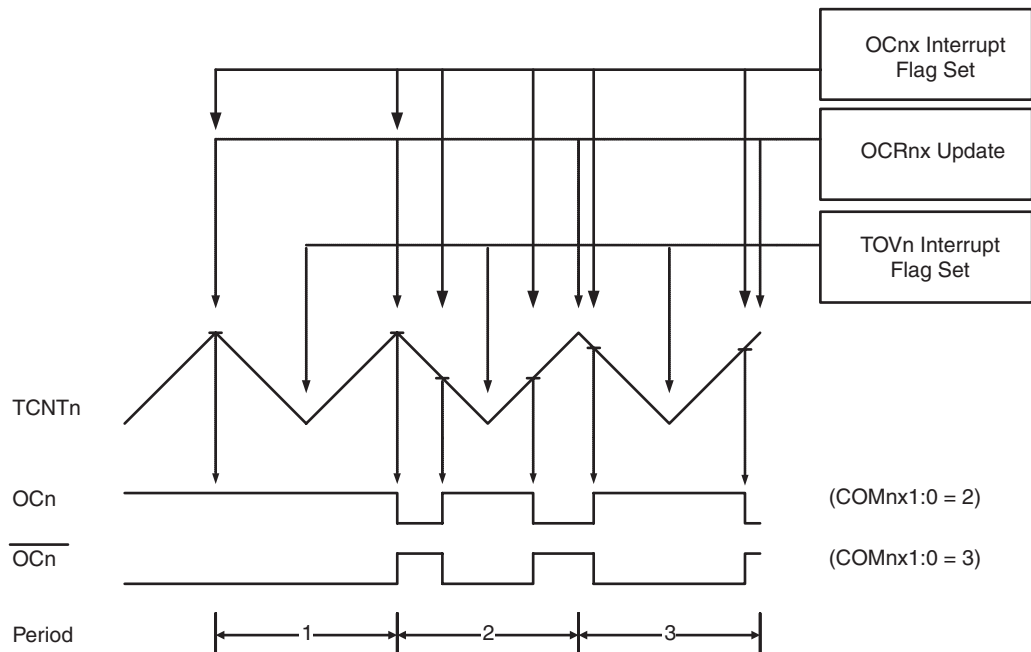 OCnx Interrupt
Flag Set
OCRnx Update
TOVn Interrupt
Flag Set
TCNTn
OCn
(COMnx1:0 = 2)
OCn
(COMnx1:0 = 3)
Period
1
2
3